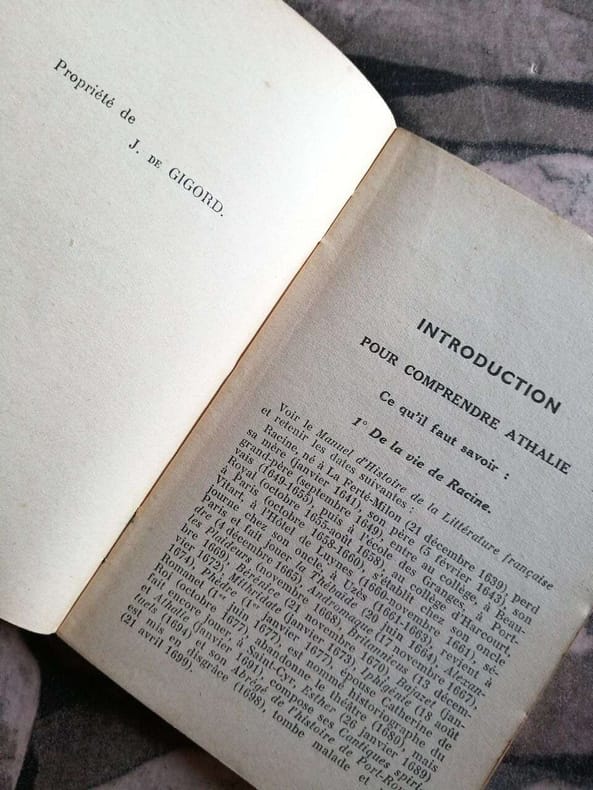 Propriété de
J. DE GIGORD.
INTRODUCTION
POUR COMPRENDRE ATHALIE
Ce qu'il faut savoir :
1° De la vie de Racine.
Voir le Manuel d'Histoire de la Littérature française
et retenir les dates suivantes :
Racine, né à La Ferté-Milon (21 décembre 1639) perd
sa mère (janvier 1641), son père (5 février 1643), son
grand-père (septembre 1649), entre au collège, à Beau-
vais (1649-1655), puis à l'école des Granges, à Port-
Royal (octobre 1655-août 1658), au collège d'Harcourt,
à Paris (octobre 1658-1660), s'établit chez son oncle
Vitart, à l'Hôtel de Luynes (1660-novembre 1661), sé-
journe chez son oncle, à Uzès (1661-1663), revient à
Paris et fait jouer la Thébaïde (20 juin 1664), Alexan-
dre (4 décembre 1665), Andromaque (17 novembre 1667),
les Plaideurs (novembre 1668), Britannicus (13 décem-
bre 1669), Bérénice (21 novembre 1670), Bajazet (jan-
vier 1672), Mithridate (janvier 1673), Iphigénie (18 août
1674), Phèdre (1er janvier 1677), épouse Catherine de
Romanet (1er juin 1677), est nommé historiographe du
Roi (octobre 1677), abandonne le théâtre (1680), mais
fait encore jouer, à Saint-Cyr, Esther (26 janvier 1689)
et Athalie (janvier 1691), compose ses Cantiques spiri-
tuels (1694) et son Abrégé de l'histoire de Port-Ro
est mis en disgrâce (1698), tombe malade et
(21 avril 1699).